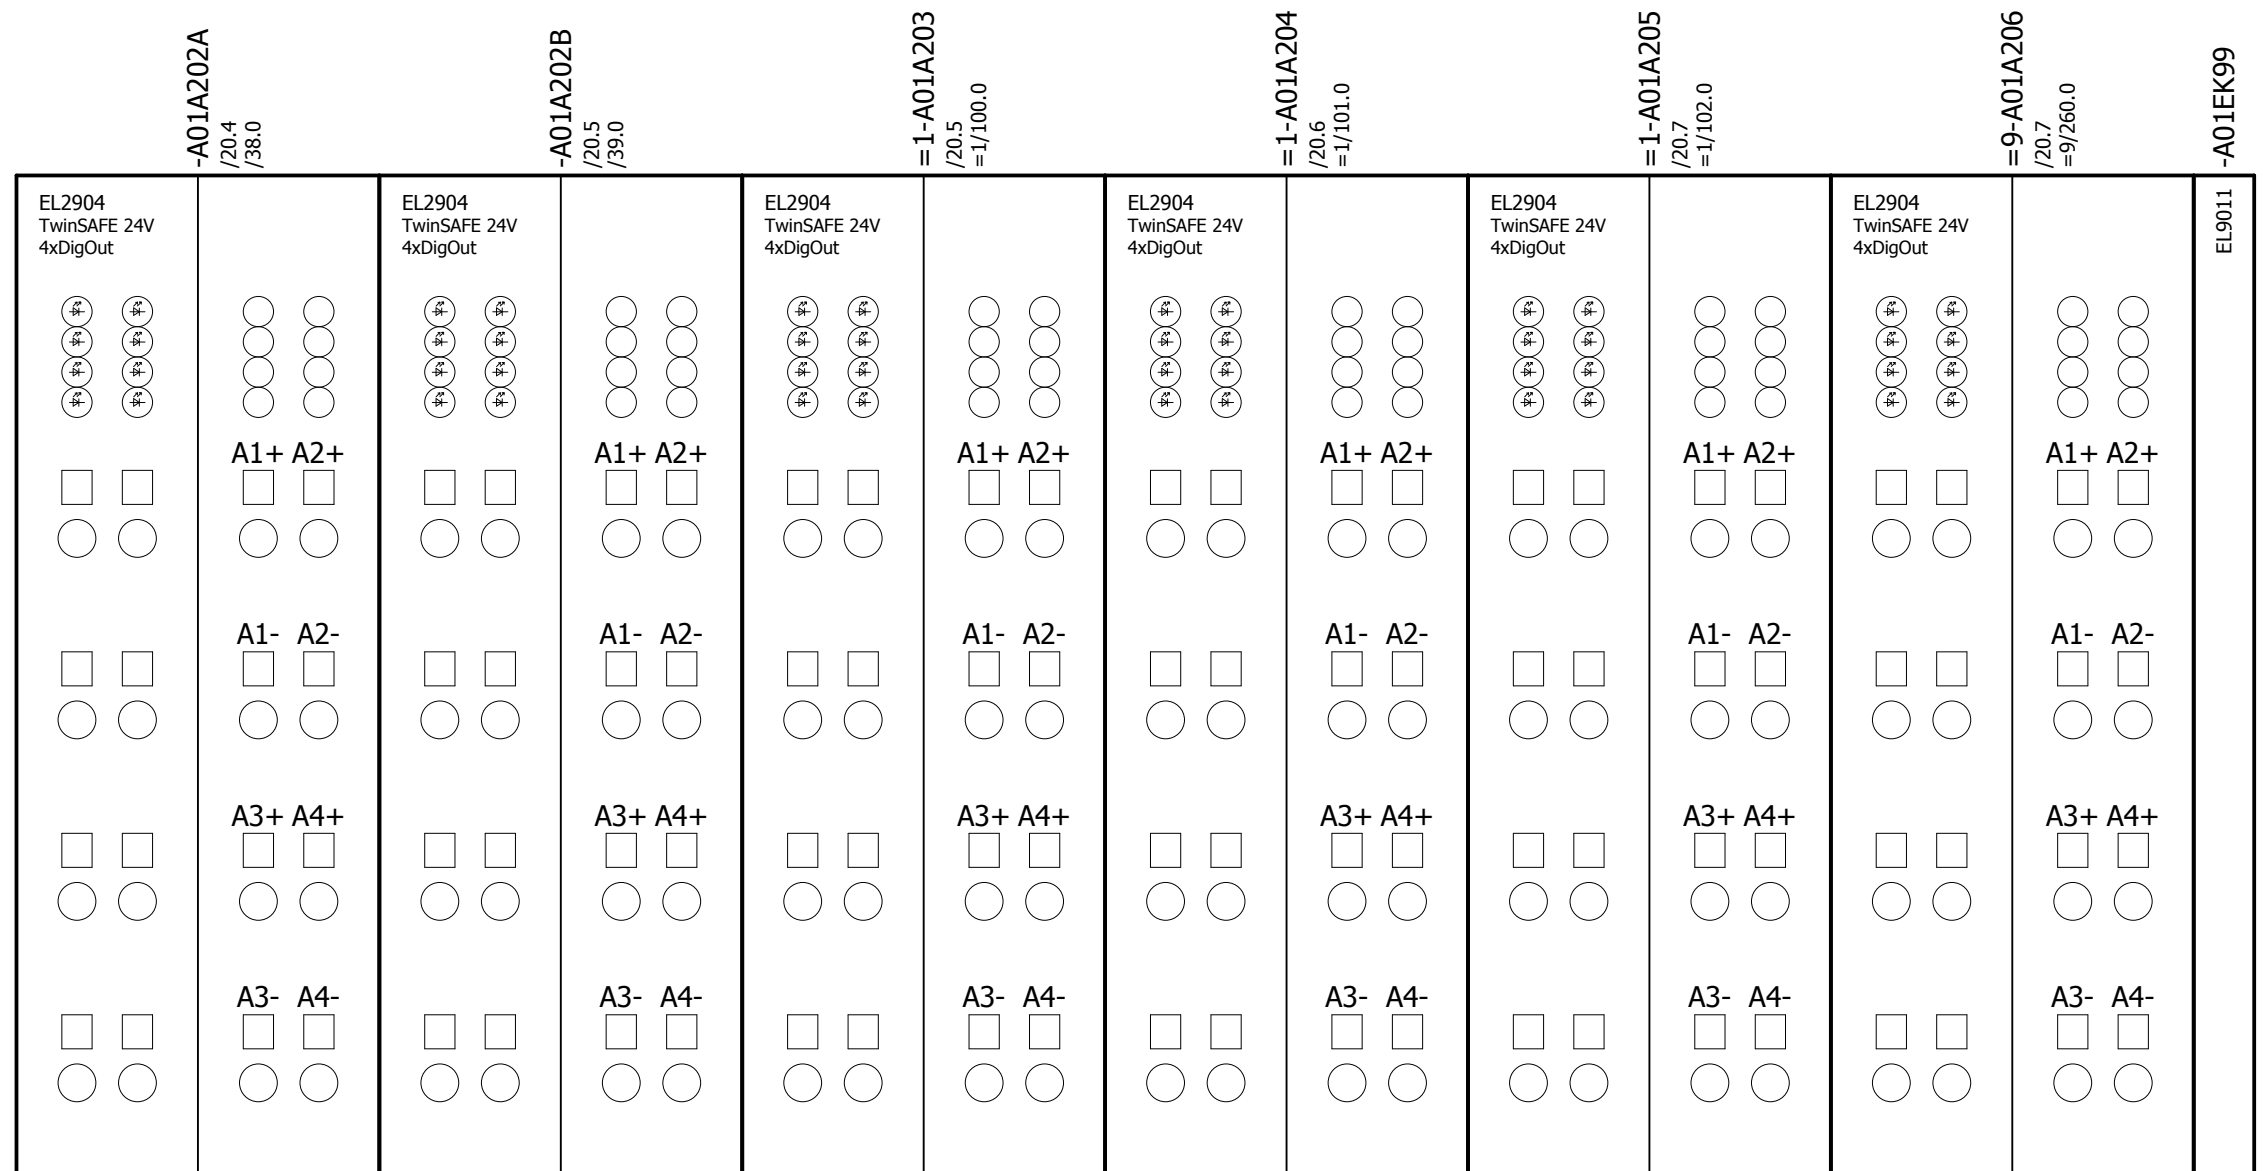 -A01A202A
/20.4
/38.0
-A01A202B
/20.5
/39.0
=1-A01A203
/20.5
=1/100.0
=1-A01A204
/20.6
=1/101.0
=1-A01A205
/20.7
=1/102.0
=9-A01A206
/20.7
=9/260.0
-A01EK99
EL2904
TwinSAFE 24V
4xDigOut
EL2904
TwinSAFE 24V
4xDigOut
EL2904
TwinSAFE 24V
4xDigOut
EL2904
TwinSAFE 24V
4xDigOut
EL2904
TwinSAFE 24V
4xDigOut
EL2904
TwinSAFE 24V
4xDigOut
EL9011
A1+ A2+ A1+ A2+ A1+ A2+ A1+ A2+ A1+ A2+ A1+ A2+
A1- A2- A1- A2- A1- A2- A1- A2- A1- A2- A1- A2-
A3+ A4+ A3+ A4+ A3+ A4+ A3+ A4+ A3+ A4+ A3+ A4+
A3- A4- A3- A4- A3- A4- A3- A4- A3- A4- A3- A4-